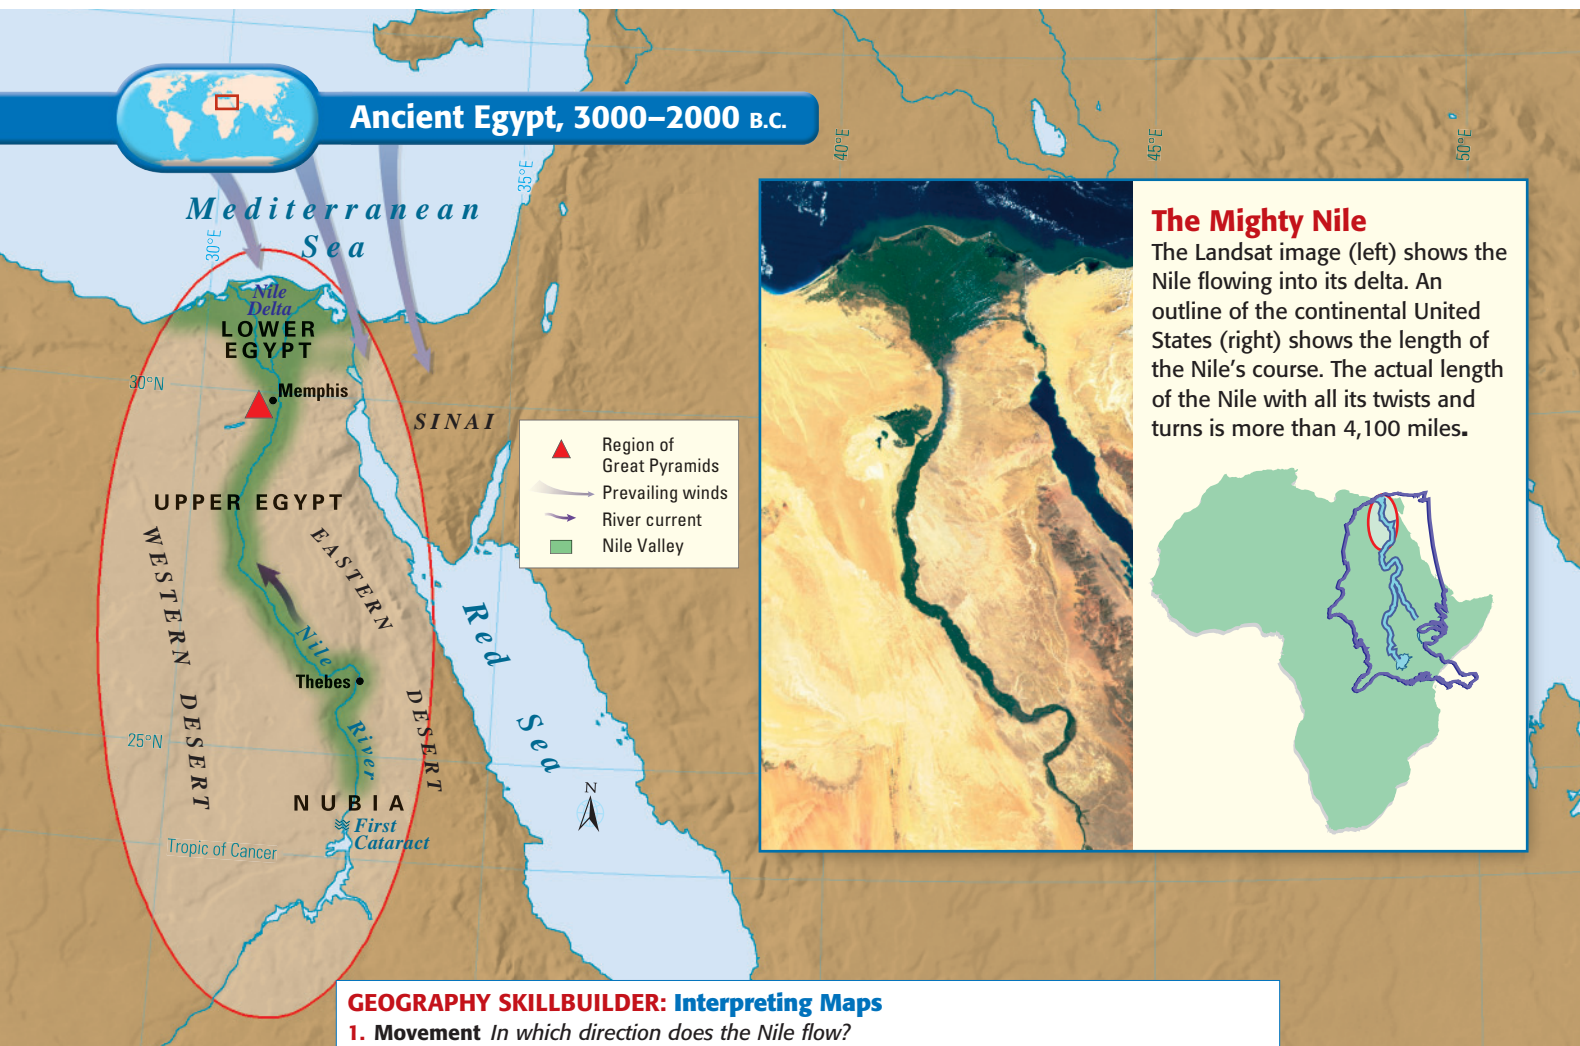 Ancient Egypt, 3000–2000 B.C.
40°E
45°E
50°E
35°E
30°E
Mediterranean
Sea
Nile
Delta
LOWER
EGYPT
30°N
Memphis
SINAI
UPPER EGYPT
WESTERN DESERT
EASTERN DESERT
Nile River
Thebes
Red Sea
25°N
NUBIA
First
Cataract
Tropic of Cancer
N
Region of
Great Pyramids
Prevailing winds
River current
Nile Valley
The Mighty Nile
The Landsat image (left) shows the
Nile flowing into its delta. An
outline of the continental United
States (right) shows the length of
the Nile's course. The actual length
of the Nile with all its twists and
turns is more than 4,100 miles.
GEOGRAPHY SKILLBUILDER: Interpreting Maps
1. Movement In which direction does the Nile flow?